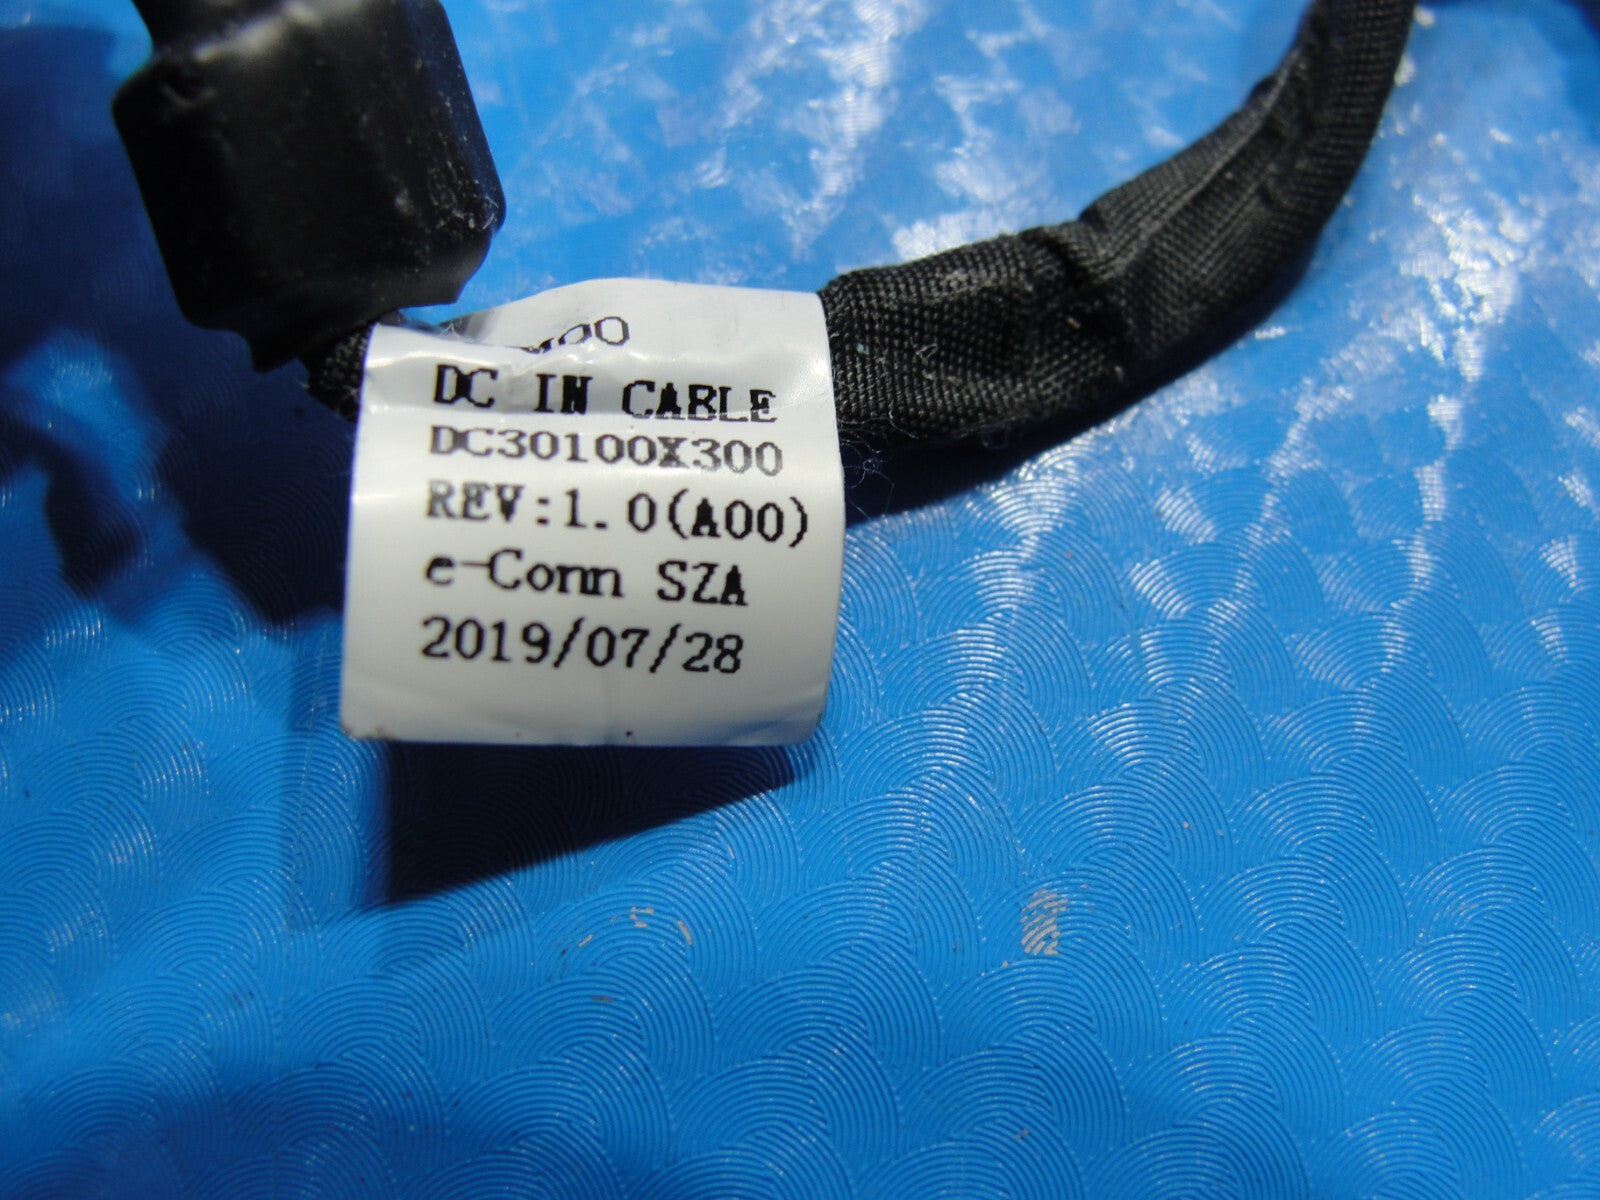 DC IN CABLE
DC30100X300
REV:1.0(A00)
e-Conn SZA
2019/07/28